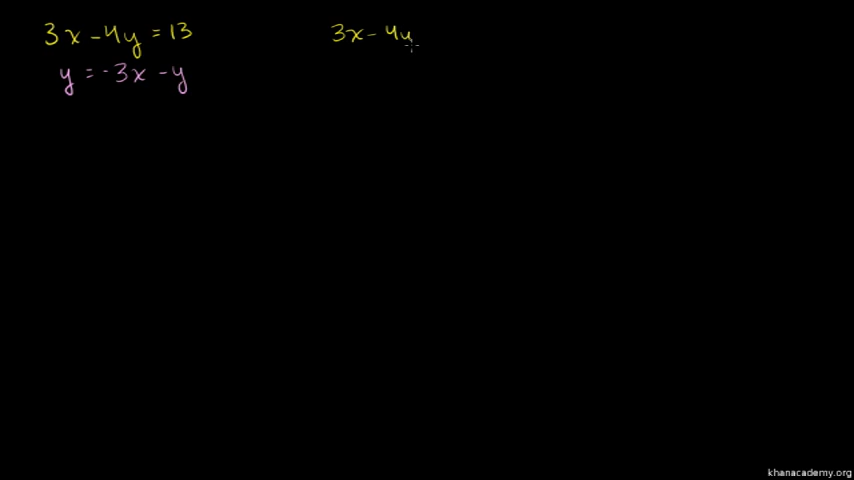 3x - 4y = 13
y = -3x - y
3x - 4y
khanacademy.org